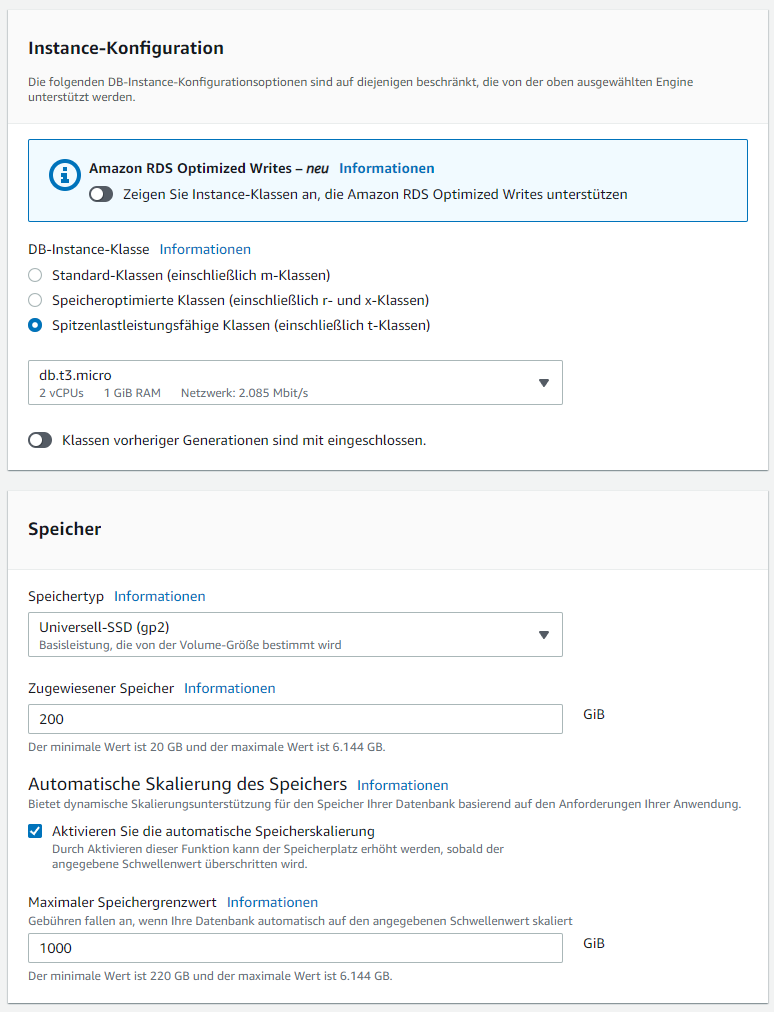 Instance-Konfiguration
Die folgenden DB-Instance-Konfigurationsoptionen sind auf diejenigen beschränkt, die von der oben ausgewählten Engine
unterstützt werden.
Amazon RDS Optimized Writes – neu Informationen
Zeigen Sie Instance-Klassen an, die Amazon RDS Optimized Writes unterstützen
DB-Instance-Klasse Informationen
Standard-Klassen (einschließlich m-Klassen)
Speicheroptimierte Klassen (einschließlich r- und x-Klassen)
Spitzenlastleistungsfähige Klassen (einschließlich t-Klassen)
db.t3.micro
2 vCPUs 1 GiB RAM Netzwerk: 2.085 Mbit/s
Klassen vorheriger Generationen sind mit eingeschlossen.
Speicher
Speichertyp Informationen
Universell-SSD (gp2)
Basisleistung, die von der Volume-Größe bestimmt wird
Zugewiesener Speicher Informationen
200 GiB
Der minimale Wert ist 20 GB und der maximale Wert ist 6.144 GB.
Automatische Skalierung des Speichers Informationen
Bietet dynamische Skalierungsunterstützung für den Speicher Ihrer Datenbank basierend auf den Anforderungen Ihrer Anwendung.
Aktivieren Sie die automatische Speicherskalierung
Durch Aktivieren dieser Funktion kann der Speicherplatz erhöht werden, sobald der
angegebene Schwellenwert überschritten wird.
Maximaler Speichergrenzwert Informationen
Gebühren fallen an, wenn Ihre Datenbank automatisch auf den angegebenen Schwellenwert skaliert
1000 GiB
Der minimale Wert ist 220 GB und der maximale Wert ist 6.144 GB.